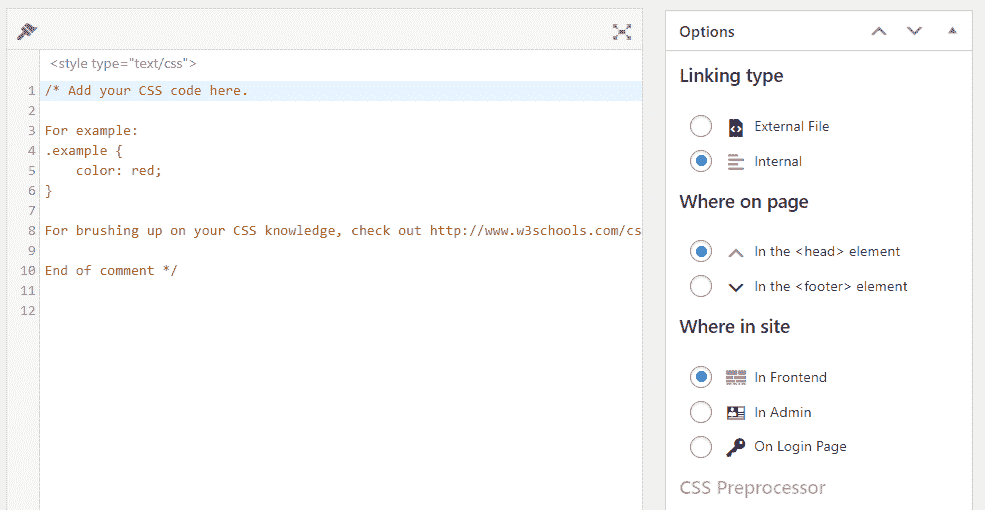 <style type="text/css">
1 /* Add your CSS code here.
2
3 For example:
4 .example {
5     color: red;
6 }
7
8 For brushing up on your CSS knowledge, check out http://www.w3schools.com/cs
9
10 End of comment */
11
12
Options
Linking type
External File
Internal
Where on page
In the <head> element
In the <footer> element
Where in site
In Frontend
In Admin
On Login Page
CSS Preprocessor